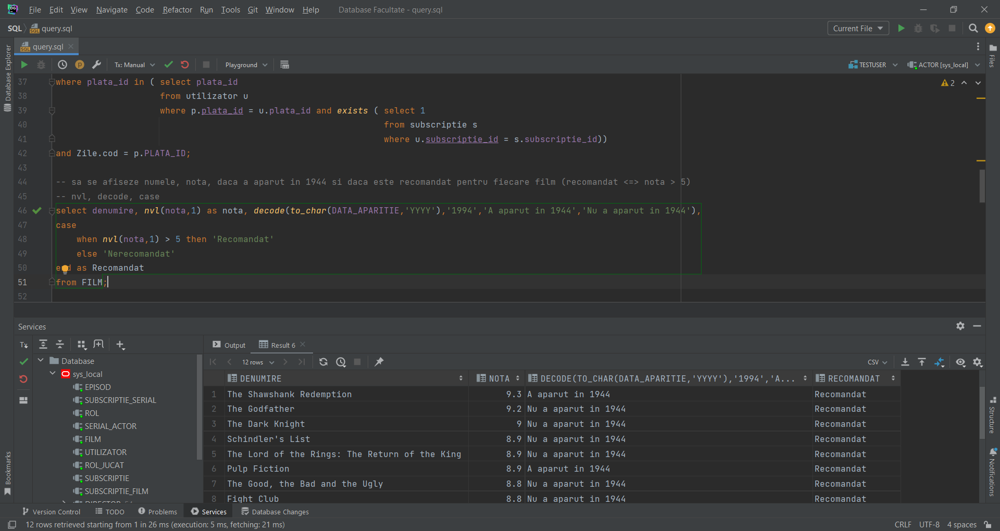 File Edit View Navigate Code Refactor Run Tools Git Window Help Database Facultate - query.sql
SQL query.sql Current File
query.sql
Tx: Manual Playground TESTUSER ACTOR [sys_local]
37 where plata_id in ( select plata_id
2
38 from utilizator u
39 where p.plata_id = u.plata_id and exists ( select 1
40 from subscriptie s
41 where u.subscriptie_id = s.subscriptie_id))
42 and Zile.cod = p.PLATA_ID;
43
44 -- sa se afiseze numele, nota, daca a aparut in 1944 si daca este recomandat pentru fiecare film (recomandat <=> nota > 5)
45 -- nvl, decode, case
46 select denumire, nvl(nota,1) as nota, decode(to_char(DATA_APARITIE,'YYYY'),'1994','A aparut in 1944','Nu a aparut in 1944'),
47 case
48 when nvl(nota,1) > 5 then 'Recomandat'
49 else 'Nerecomandat'
50 end as Recomandat
51 from FILM;
52
Database Explorer
Bookmarks
Files
Structure
Notifications
Services
Tx
Database
sys_local
EPISOD
SUBSCRIPTIE_SERIAL
ROL
SERIAL_ACTOR
FILM
UTILIZATOR
ROL_JUCAT
SUBSCRIPTIE
SUBSCRIPTIE_FILM
Output Result 6
12 rows CSV
DENUMIRE NOTA DECODE(TO_CHAR(DATA_APARITIE,'YYYY'),'1994','A... RECOMANDAT
1 The Shawshank Redemption 9.3 A aparut in 1944 Recomandat
2 The Godfather 9.2 Nu a aparut in 1944 Recomandat
3 The Dark Knight 9 Nu a aparut in 1944 Recomandat
4 Schindler's List 8.9 Nu a aparut in 1944 Recomandat
5 The Lord of the Rings: The Return of the King 8.9 Nu a aparut in 1944 Recomandat
6 Pulp Fiction 8.9 A aparut in 1944 Recomandat
7 The Good, the Bad and the Ugly 8.8 Nu a aparut in 1944 Recomandat
8 Fight Club 8.8 Nu a aparut in 1944 Recomandat
Version Control TODO Problems Services Database Changes
12 rows retrieved starting from 1 in 26 ms (execution: 5 ms, fetching: 21 ms) CRLF UTF-8 4 spaces